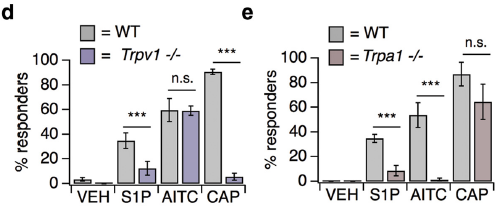 d
= WT
= Trpv1 -/-
% responders
100
80
60
40
20
0
***
n.s.
***
VEH S1P AITC CAP
e
= WT
= Trpa1 -/-
% responders
100
80
60
40
20
0
***
***
n.s.
VEH S1P AITC CAP